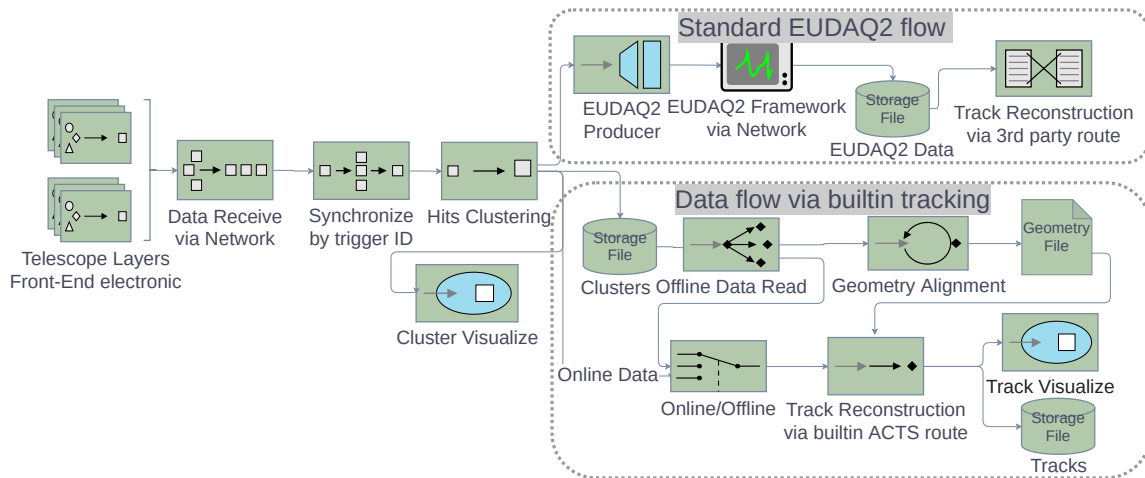 Standard EUDAQ2 flow
EUDAQ2
Producer
EUDAQ2 Framework
via Network
Storage
File
EUDAQ2 Data
Track Reconstruction
via 3rd party route
Telescope Layers
Front-End electronic
Data Receive
via Network
Synchronize
by trigger ID
Hits Clustering
Cluster Visualize
Data flow via builtin tracking
Storage
File
Clusters
Offline Data Read
Geometry Alignment
Geometry
File
Online Data
Online/Offline
Track Reconstruction
via builtin ACTS route
Track Visualize
Storage
File
Tracks